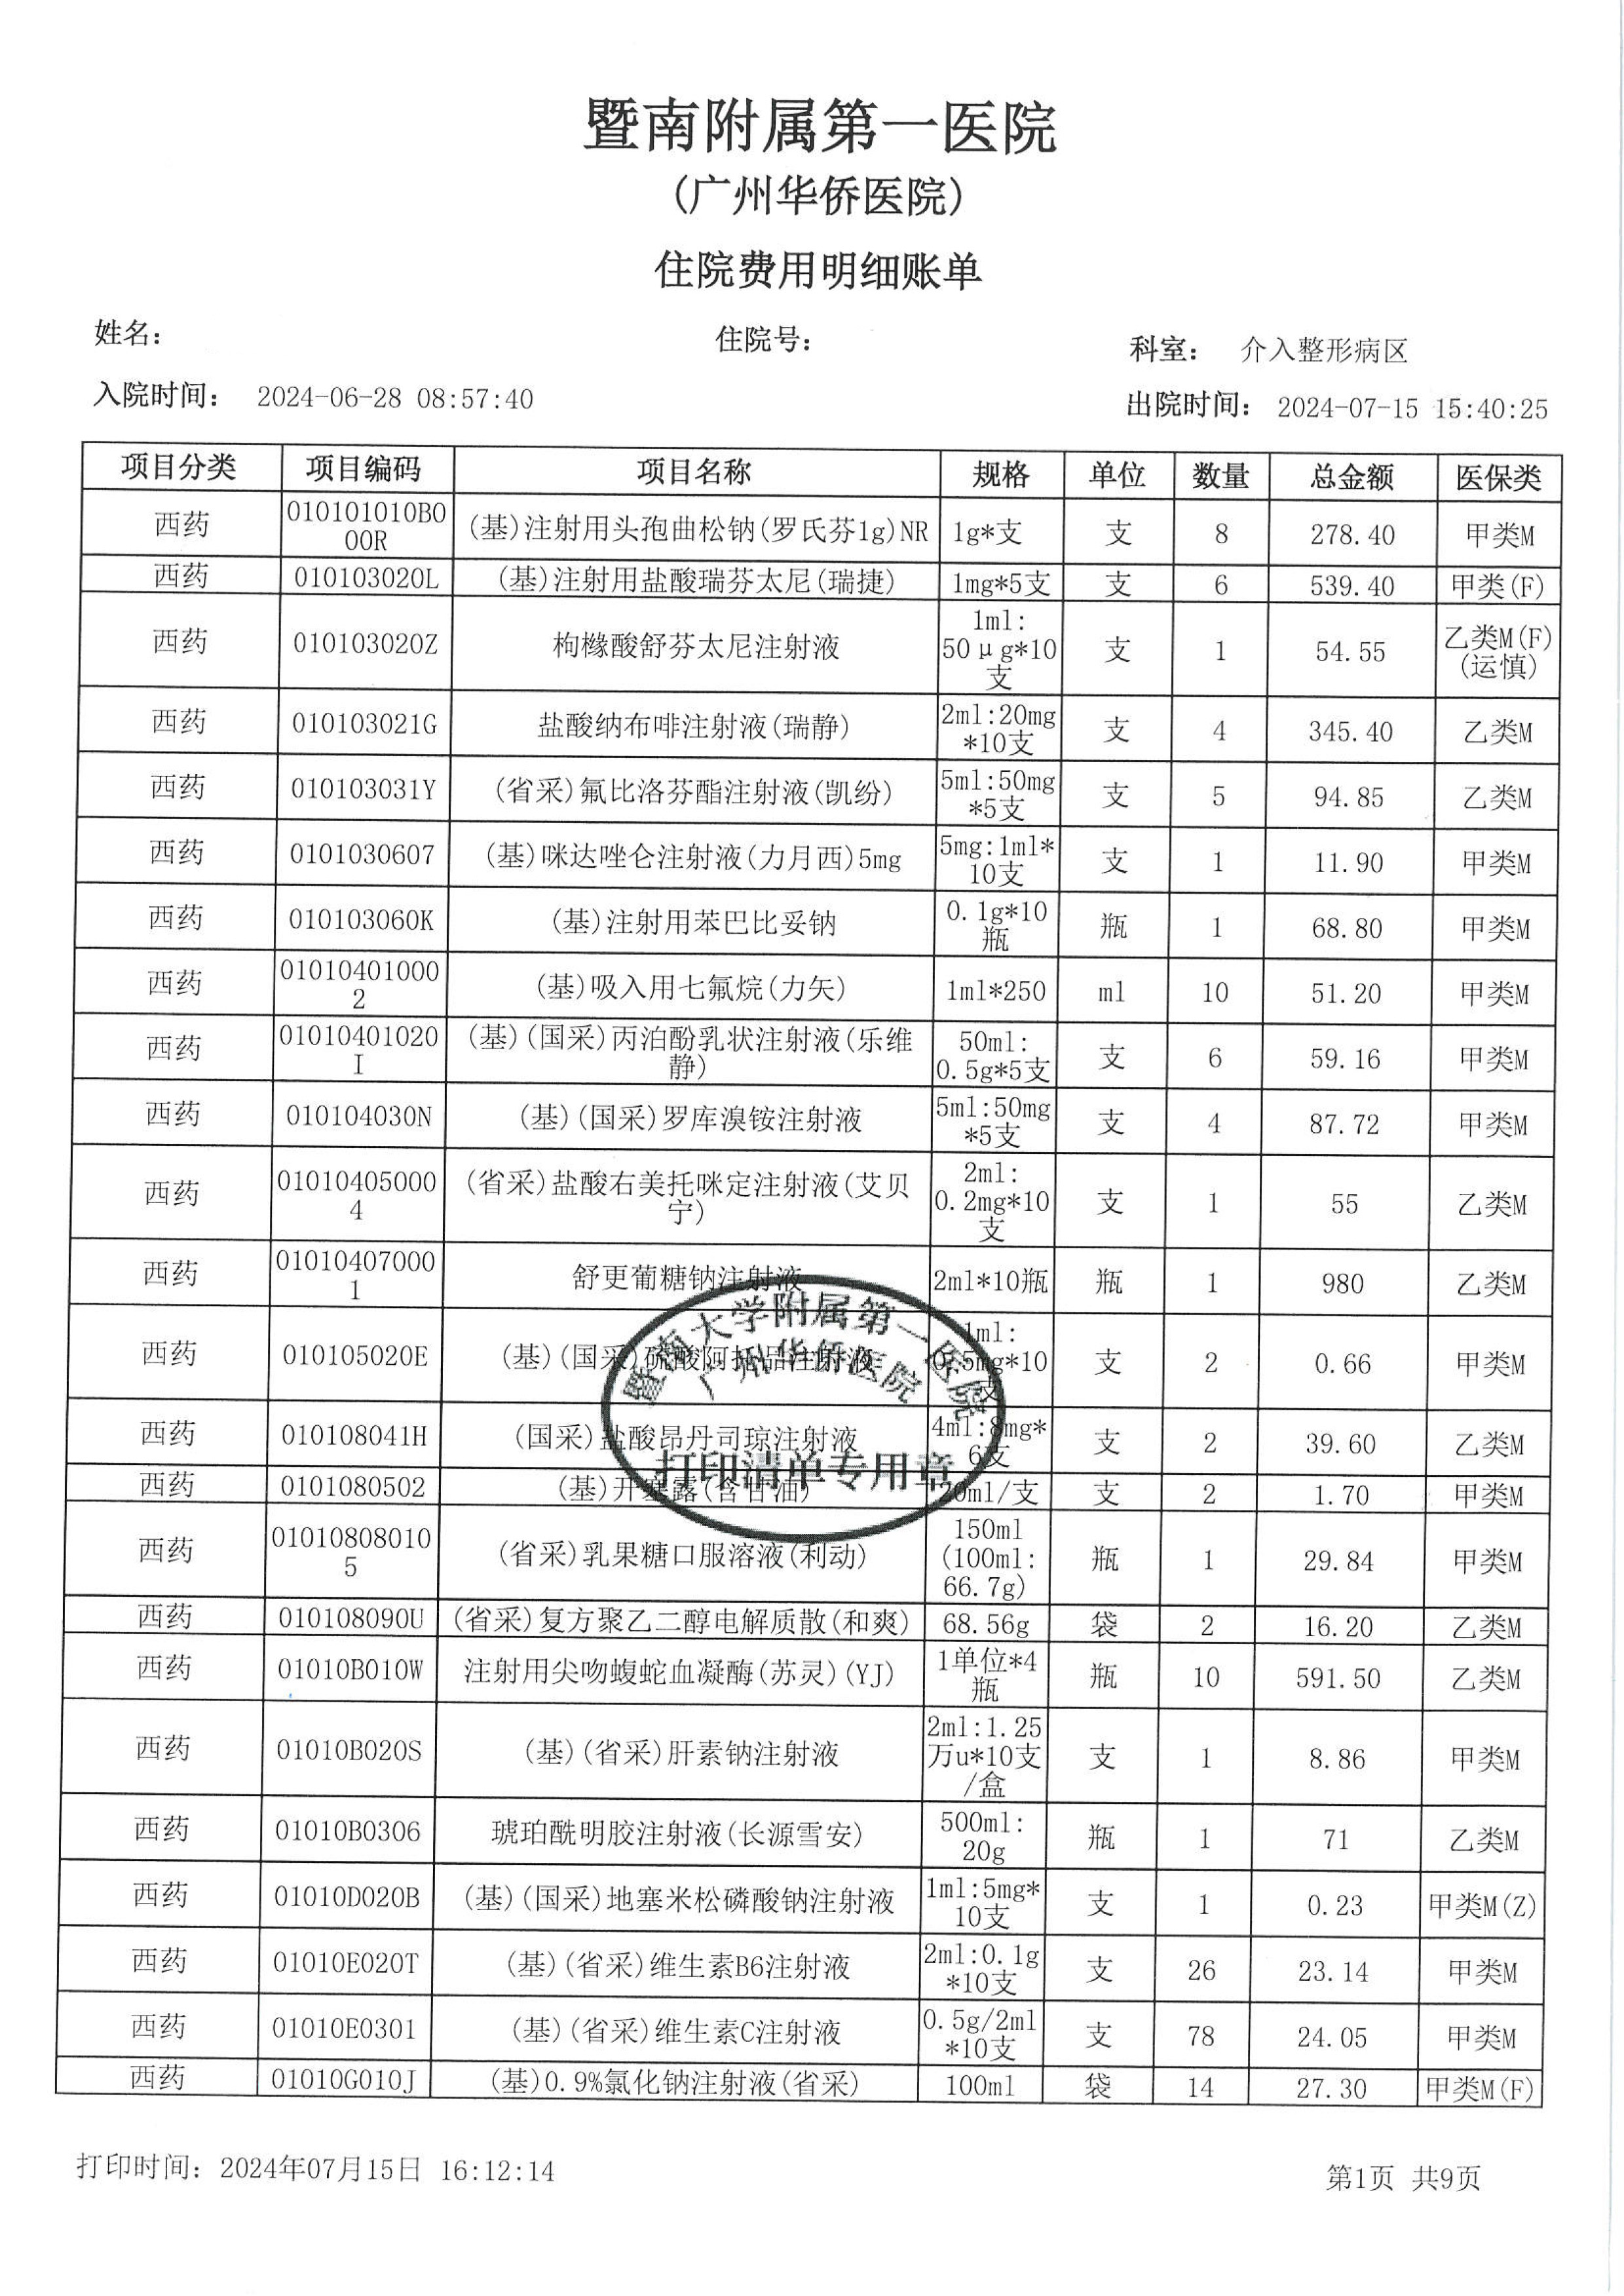 暨南附属第一医院
(广州华侨医院)
住院费用明细账单
姓名：
住院号：
科室： 介入整形病区
入院时间： 2024-06-28 08:57:40
出院时间： 2024-07-15 15:40:25
项目分类 项目编码 项目名称 规格 单位 数量 总金额 医保类
西药 010101010B000R (基)注射用头孢曲松钠(罗氏芬1g)NR 1g*支 支 8 278.40 甲类M
西药 010103020L (基)注射用盐酸瑞芬太尼(瑞捷) 1mg*5支 支 6 539.40 甲类(F)
西药 010103020Z 枸橼酸舒芬太尼注射液 1ml:50μg*10支 支 1 54.55 乙类M(F)(运慎)
西药 010103021G 盐酸纳布啡注射液(瑞静) 2ml:20mg*10支 支 4 345.40 乙类M
西药 010103031Y (省采)氟比洛芬酯注射液(凯纷) 5ml:50mg*5支 支 5 94.85 乙类M
西药 0101030607 (基)咪达唑仑注射液(力月西)5mg 5mg:1ml*10支 支 1 11.90 甲类M
西药 010103060K (基)注射用苯巴比妥钠 0.1g*10瓶 瓶 1 68.80 甲类M
西药 010104010002 (基)吸入用七氟烷(力矢) 1ml*250 ml 10 51.20 甲类M
西药 01010401020I (基)(国采)丙泊酚乳状注射液(乐维静) 50ml:0.5g*5支 支 6 59.16 甲类M
西药 010104030N (基)(国采)罗库溴铵注射液 5ml:50mg*5支 支 4 87.72 甲类M
西药 010104050004 (省采)盐酸右美托咪定注射液(艾贝宁) 2ml:0.2mg*10支 支 1 55 乙类M
西药 010104070001 舒更葡糖钠注射液 2ml*10瓶 瓶 1 980 乙类M
西药 010105020E (基)(国采)硫酸阿托品注射液 1ml:0.5mg*10支 支 2 0.66 甲类M
西药 010108041H (国采)盐酸昂丹司琼注射液 4ml:8mg*6支 支 2 39.60 乙类M
西药 0101080502 (基)开塞露(含甘油) 20ml/支 支 2 1.70 甲类M
西药 010108080105 (省采)乳果糖口服溶液(利动) 150ml(100ml:66.7g) 瓶 1 29.84 甲类M
西药 010108090U (省采)复方聚乙二醇电解质散(和爽) 68.56g 袋 2 16.20 乙类M
西药 01010B010W 注射用尖吻蝮蛇血凝酶(苏灵)(YJ) 1单位*4瓶 瓶 10 591.50 乙类M
西药 01010B020S (基)(省采)肝素钠注射液 2ml:1.25万u*10支/盒 支 1 8.86 甲类M
西药 01010B0306 琥珀酰明胶注射液(长源雪安) 500ml:20g 瓶 1 71 乙类M
西药 01010D020B (基)(国采)地塞米松磷酸钠注射液 1ml:5mg*10支 支 1 0.23 甲类M(Z)
西药 01010E020T (基)(省采)维生素B6注射液 2ml:0.1g*10支 支 26 23.14 甲类M
西药 01010E0301 (基)(省采)维生素C注射液 0.5g/2ml*10支 支 78 24.05 甲类M
西药 01010G010J (基)0.9%氯化钠注射液(省采) 100ml 袋 14 27.30 甲类M(F)
暨南大学附属第一医院
广州华侨医院
打印清单专用章
打印时间：2024年07月15日 16:12:14
第1页 共9页